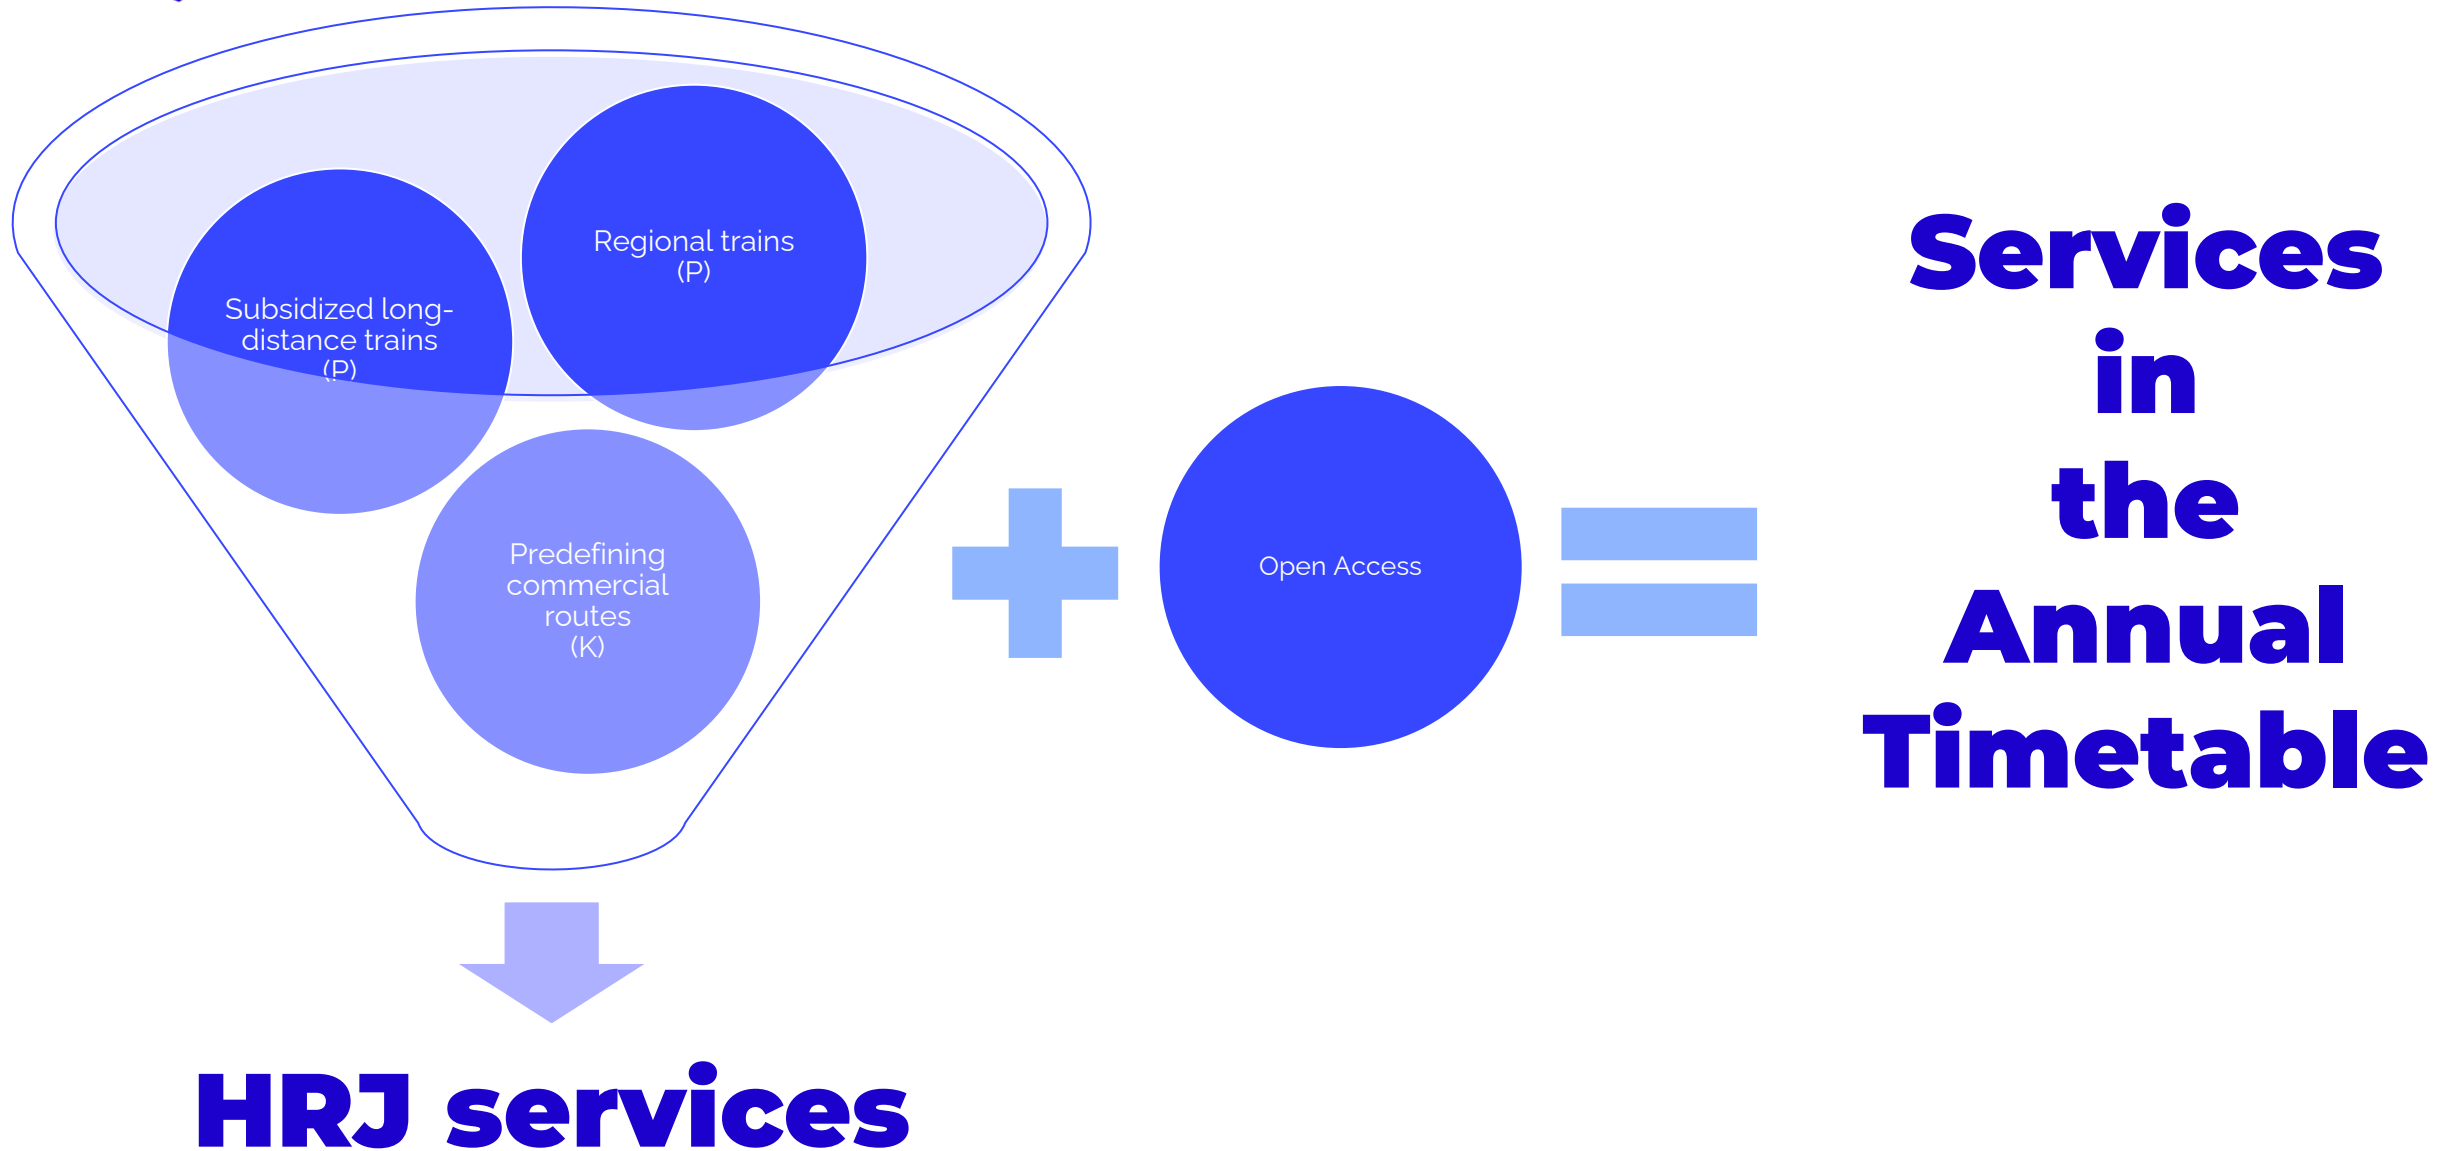 Regional trains
(P)
Subsidized long-
distance trains
(P)
Predefining
commercial
routes
(K)
Open Access
Services
in
the
Annual
Timetable
HRJ services